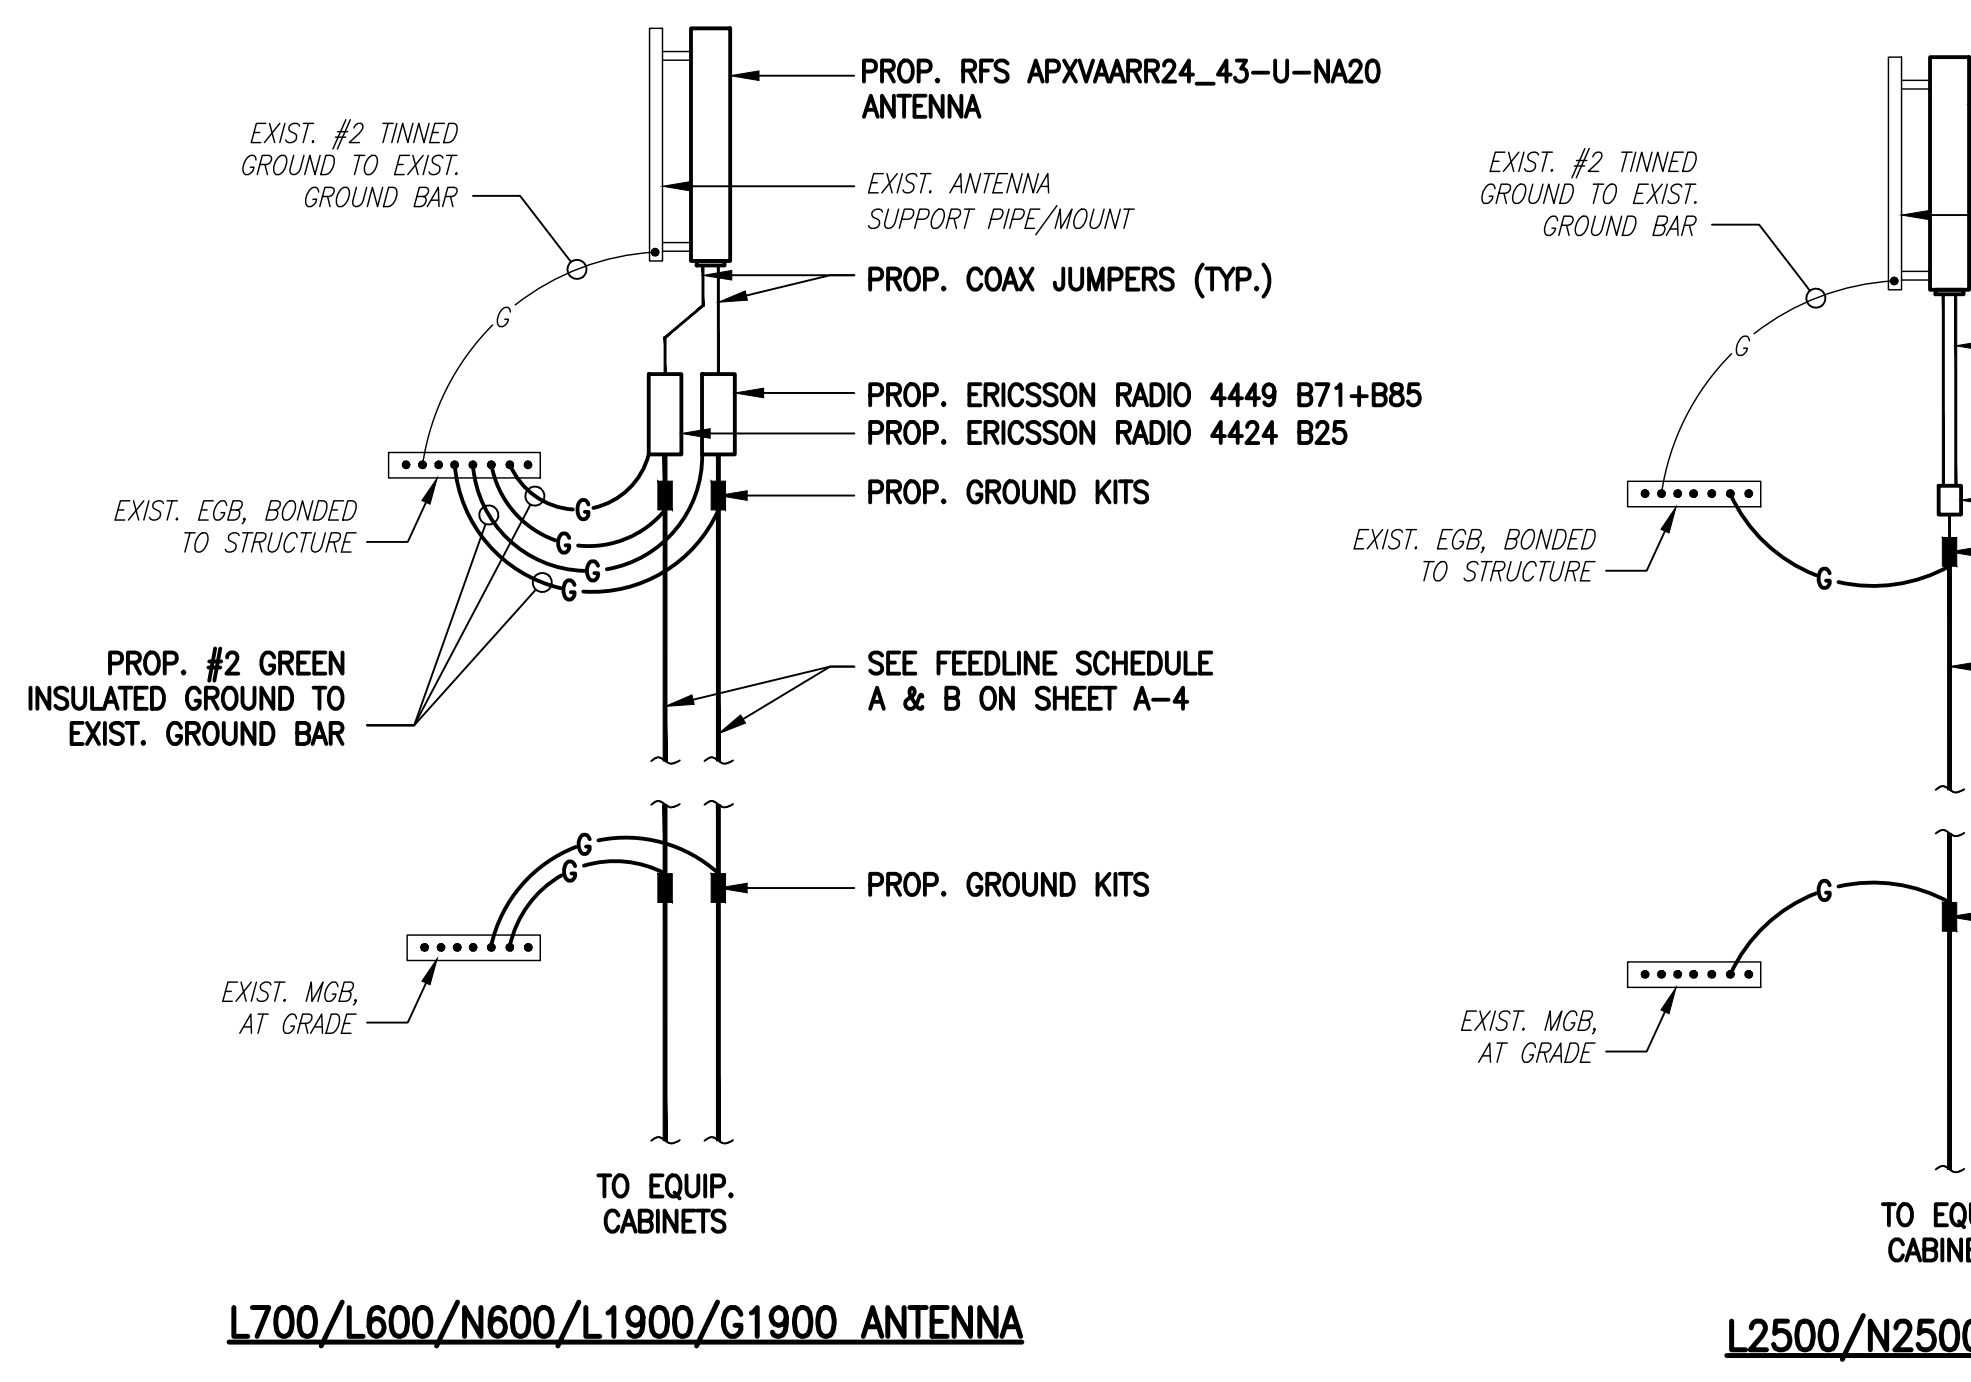 PROP. RFS APXVAARR24_43-U-NA20
ANTENNA
EXIST. #2 TINNED
GROUND TO EXIST.
GROUND BAR
EXIST. ANTENNA
SUPPORT PIPE/MOUNT
PROP. COAX JUMPERS (TYP.)
G
PROP. ERICSSON RADIO 4449 B71+B85
PROP. ERICSSON RADIO 4424 B25
PROP. GROUND KITS
EXIST. EGB, BONDED
TO STRUCTURE
G
G
G
G
PROP. #2 GREEN
INSULATED GROUND TO
EXIST. GROUND BAR
SEE FEEDLINE SCHEDULE
A & B ON SHEET A-4
G
G
PROP. GROUND KITS
EXIST. MGB,
AT GRADE
TO EQUIP.
CABINETS
L700/L600/N600/L1900/G1900 ANTENNA
EXIST. #2 TINNED
GROUND TO EXIST.
GROUND BAR
G
EXIST. EGB, BONDED
TO STRUCTURE
G
G
EXIST. MGB,
AT GRADE
TO
L2500/N2500